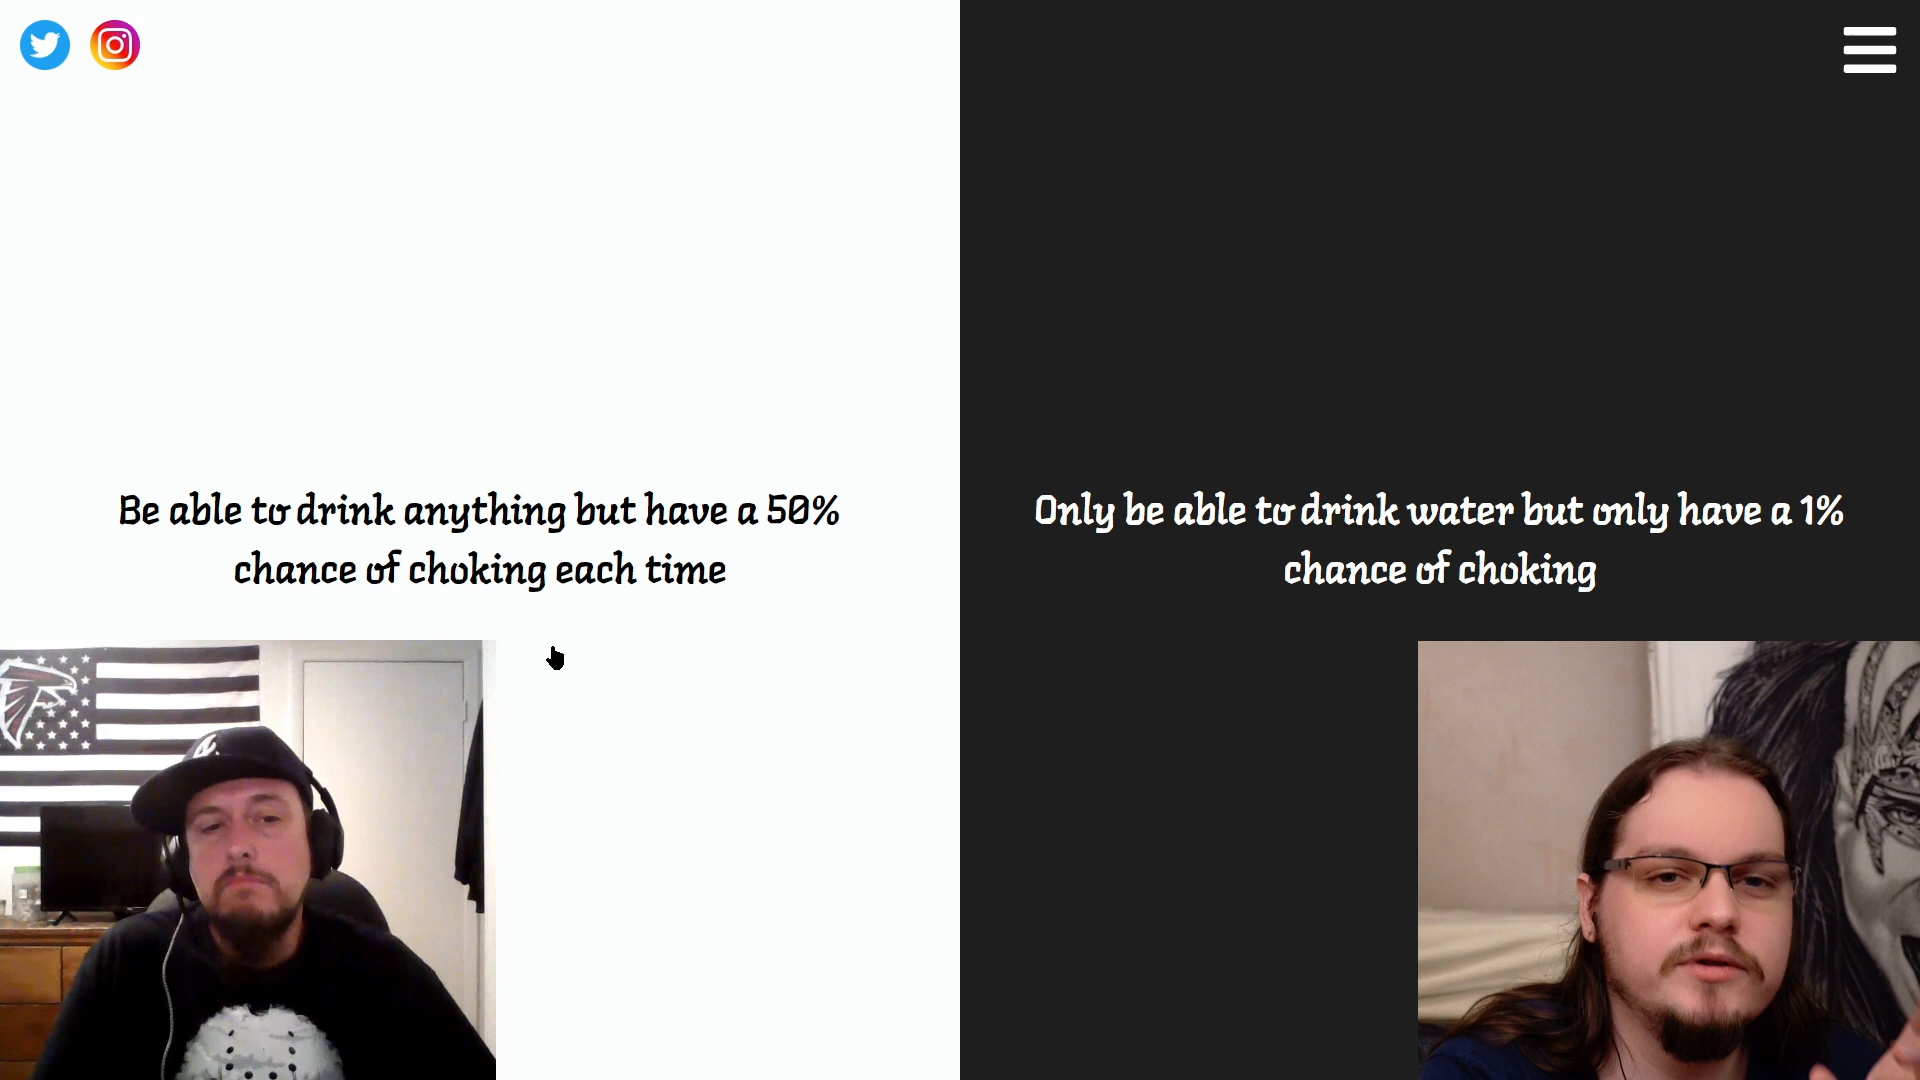 Be able to drink anything but have a 50%
chance of choking each time
Only be able to drink water but only have a 1%
chance of choking